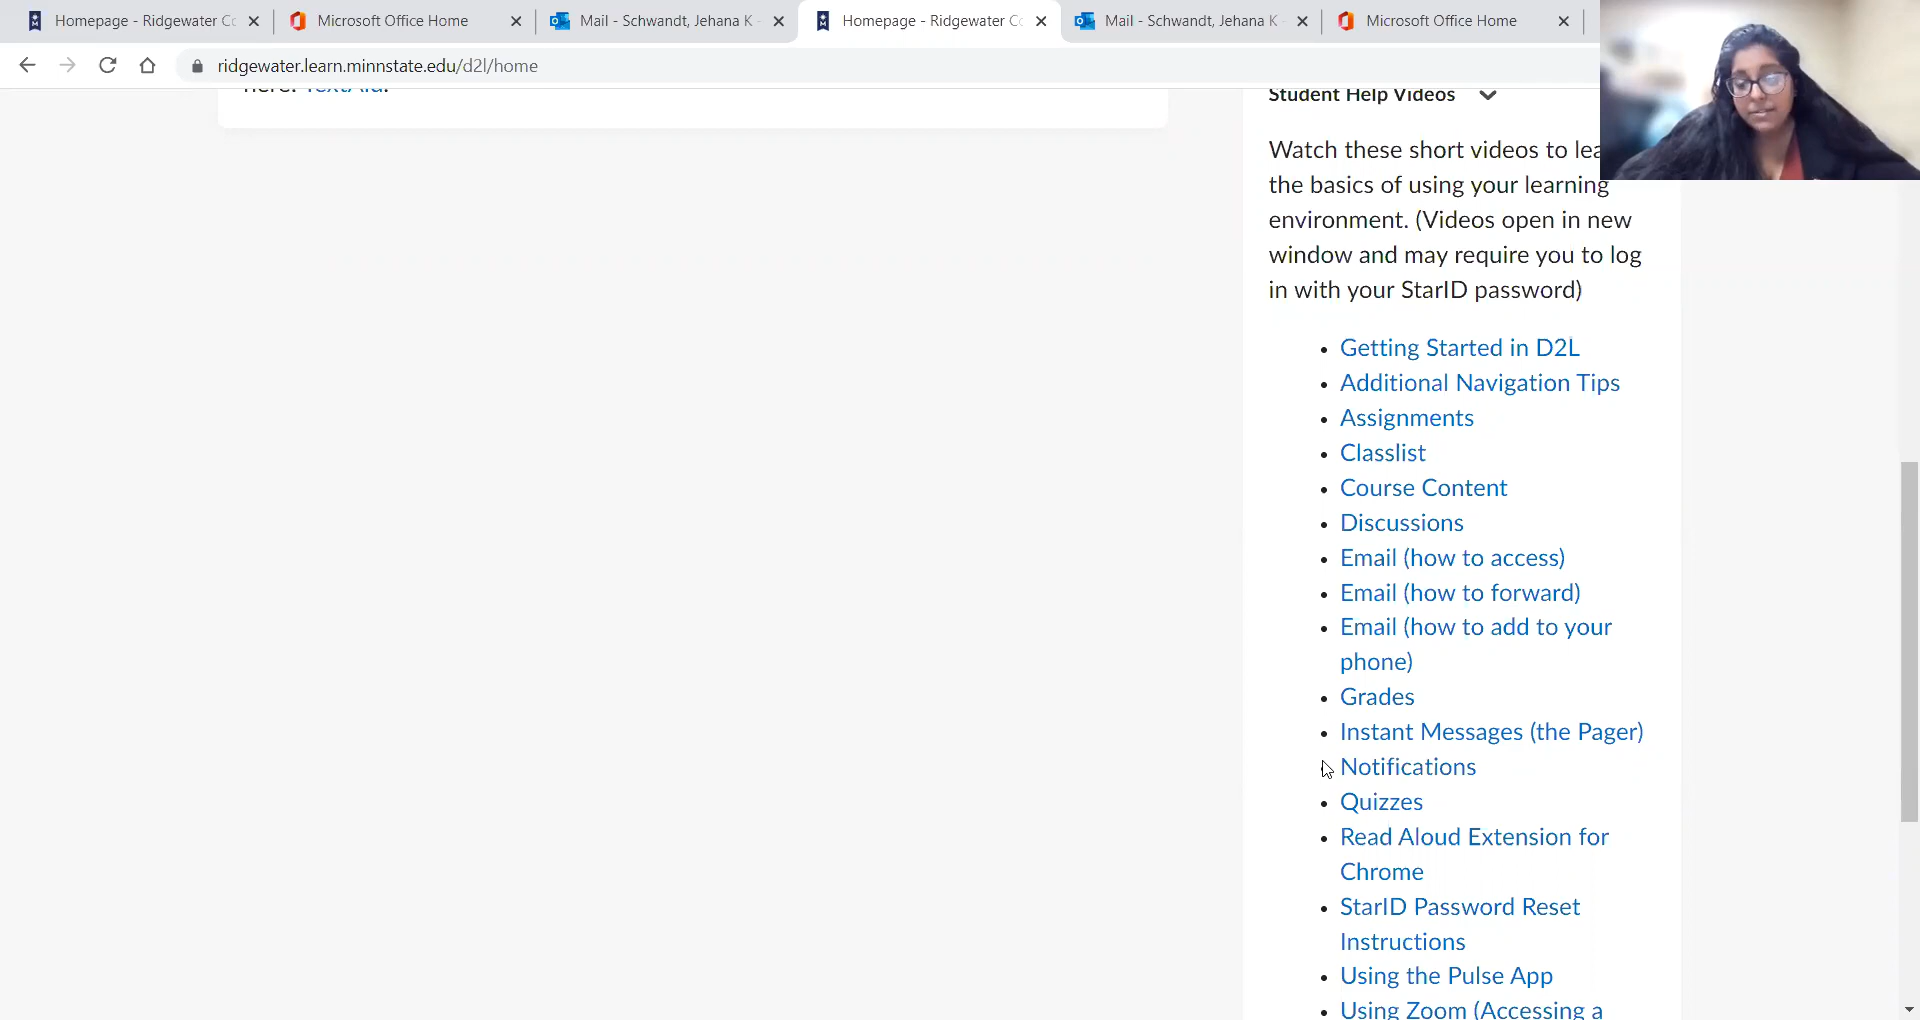 Homepage - Ridgewater Co
Microsoft Office Home
Mail - Schwandt, Jehana K -
Homepage - Ridgewater Co
Mail - Schwandt, Jehana K -
Microsoft Office Home
ridgewater.learn.minnstate.edu/d2l/home
here: TextAid.
Student Help Videos
Watch these short videos to lea
the basics of using your learning
environment. (Videos open in new
window and may require you to log
in with your StarID password)
• Getting Started in D2L
• Additional Navigation Tips
• Assignments
• Classlist
• Course Content
• Discussions
• Email (how to access)
• Email (how to forward)
• Email (how to add to your
phone)
• Grades
• Instant Messages (the Pager)
Notifications
• Quizzes
• Read Aloud Extension for
Chrome
• StarID Password Reset
Instructions
• Using the Pulse App
• Using Zoom (Accessing a